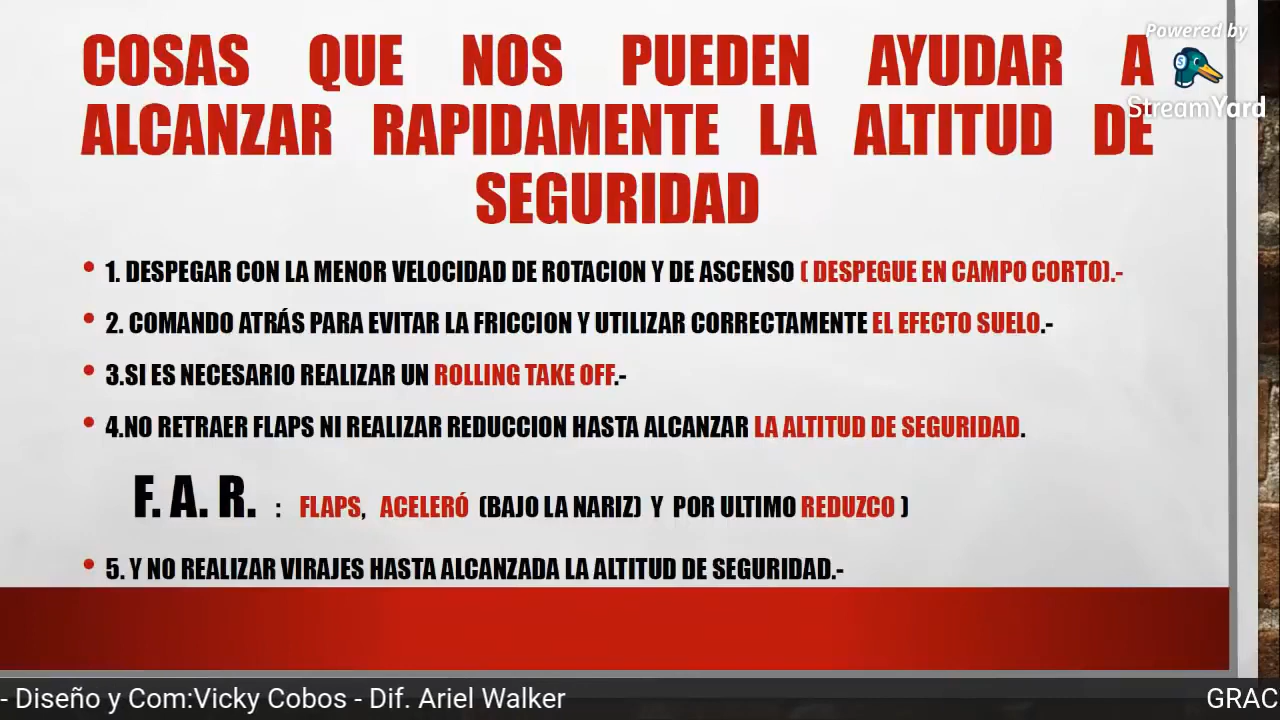 COSAS QUE NOS PUEDEN AYUDAR A
ALCANZAR RAPIDAMENTE LA ALTITUD DE
SEGURIDAD
Powered by
StreamYard
• 1. DESPEGAR CON LA MENOR VELOCIDAD DE ROTACION Y DE ASCENSO ( DESPEGUE EN CAMPO CORTO).-
• 2. COMANDO ATRÁS PARA EVITAR LA FRICCION Y UTILIZAR CORRECTAMENTE EL EFECTO SUELO.-
• 3.SI ES NECESARIO REALIZAR UN ROLLING TAKE OFF.-
• 4.NO RETRAER FLAPS NI REALIZAR REDUCCION HASTA ALCANZAR LA ALTITUD DE SEGURIDAD.
F. A. R. : FLAPS, ACELERÓ (BAJO LA NARIZ) Y POR ULTIMO REDUZCO )
• 5. Y NO REALIZAR VIRAJES HASTA ALCANZADA LA ALTITUD DE SEGURIDAD.-
- Diseño y Com:Vicky Cobos - Dif. Ariel Walker GRAC